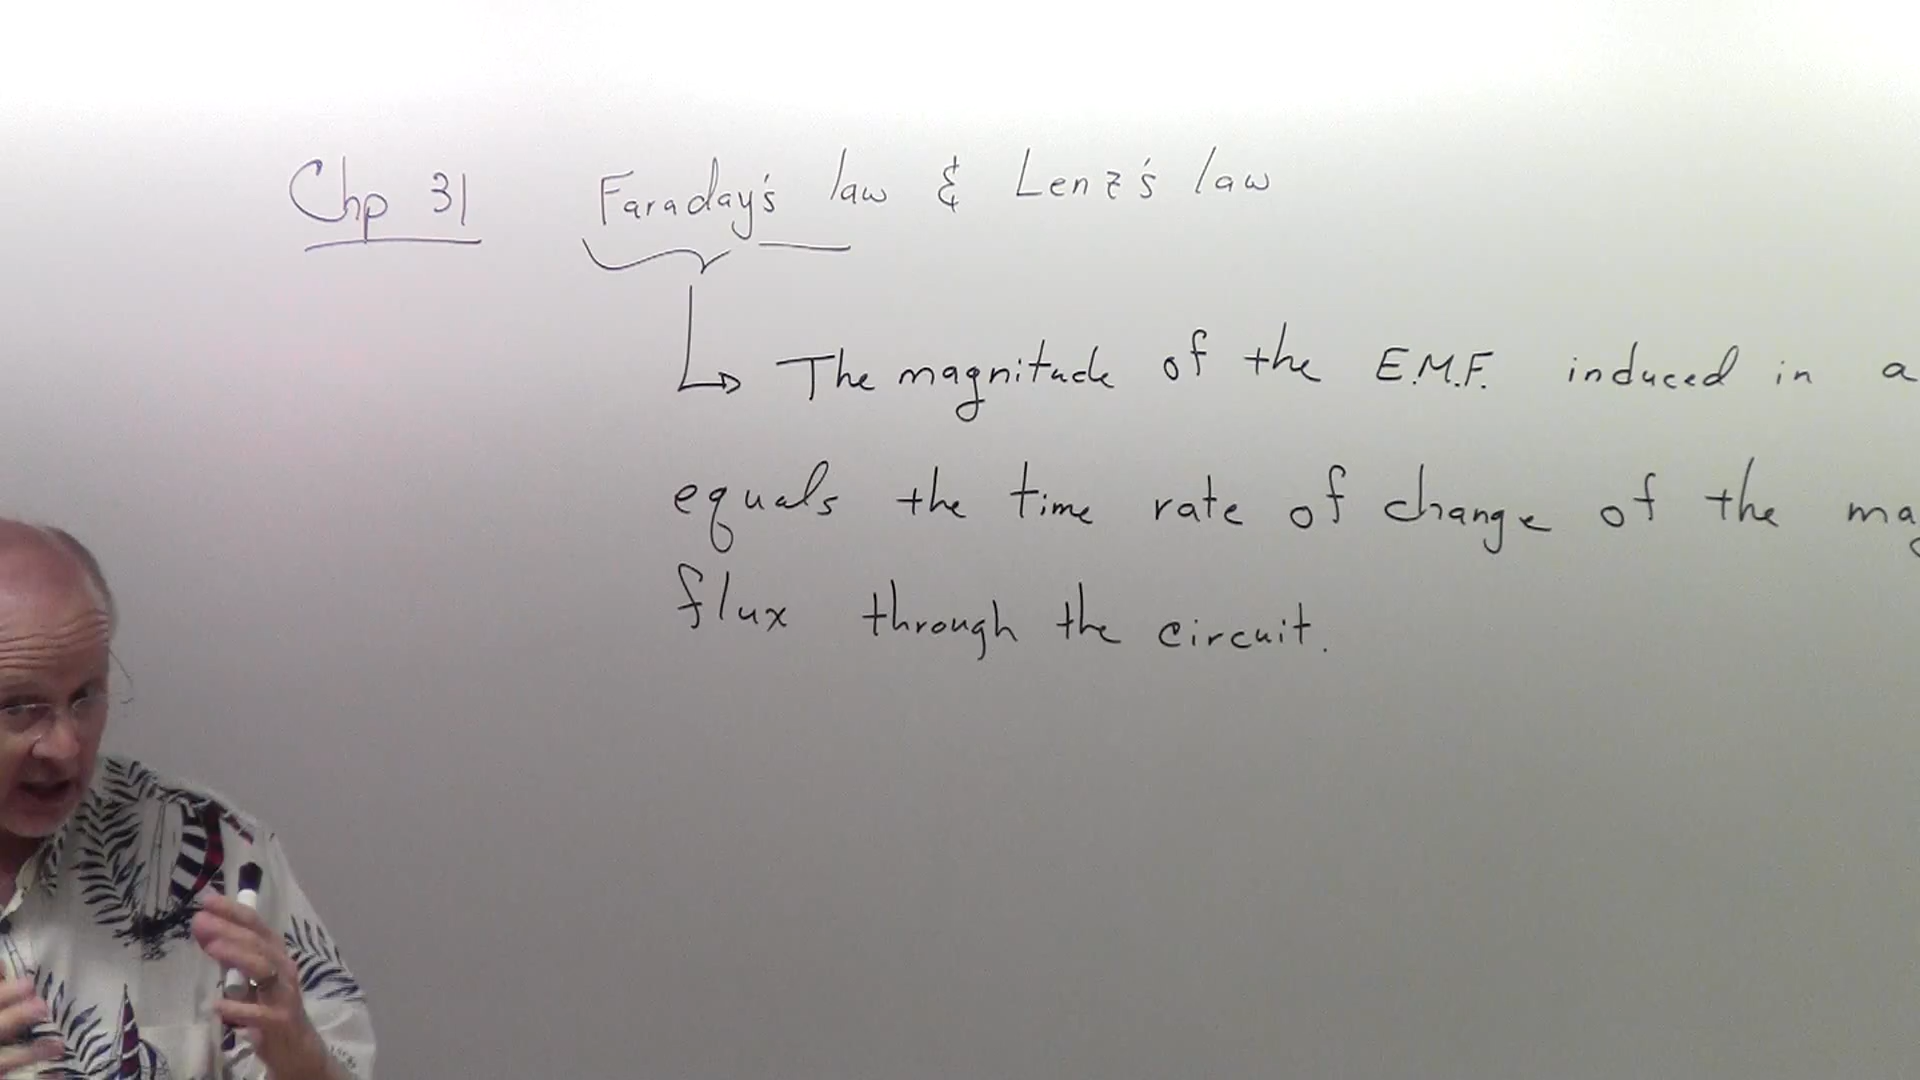 Chp 31 Faraday's law & Lenz's law
The magnitude of the E.M.F. induced in a
equals the time rate of change of the mag
flux through the circuit.